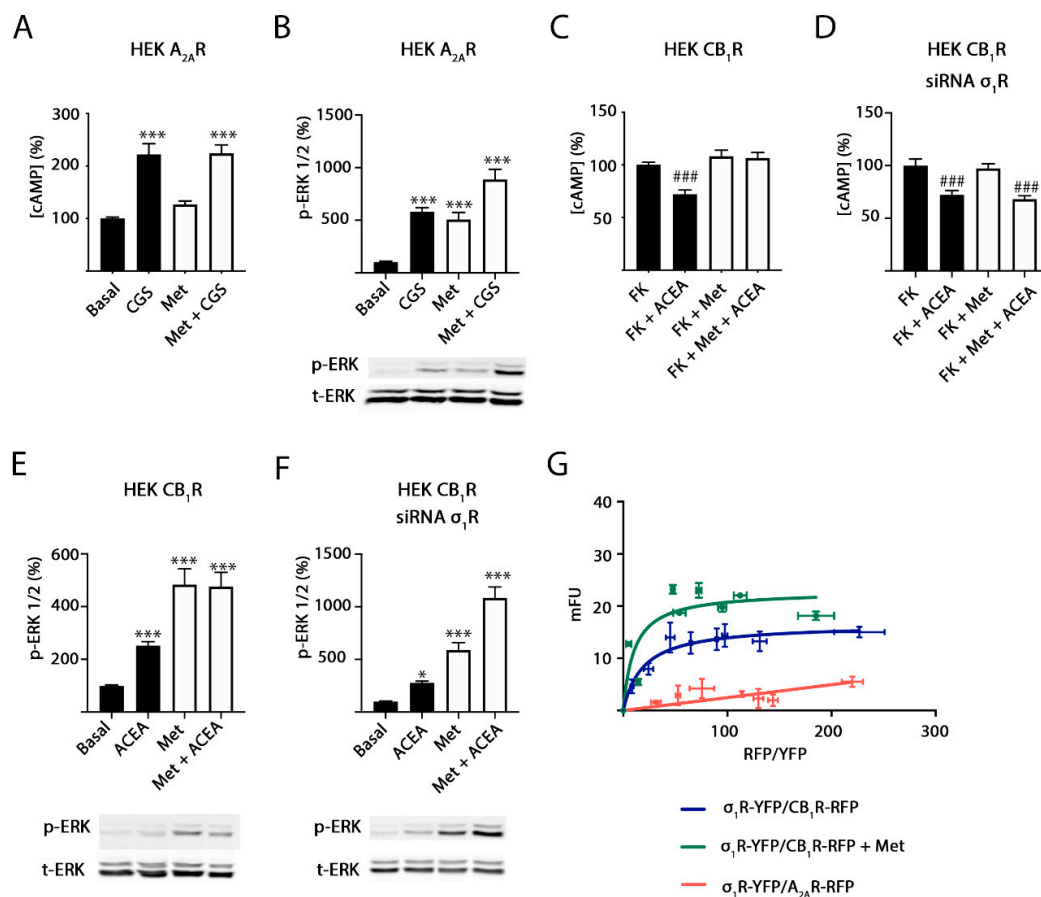 A
HEK A₂ₐR
[cAMP] (%)
300
200
100
Basal
CGS
Met
Met + CGS
***
***
B
HEK A₂ₐR
p-ERK 1/2 (%)
1500
1000
500
Basal
CGS
Met
Met + CGS
***
***
***
p-ERK
t-ERK
C
HEK CB₁R
[cAMP] (%)
150
100
50
FK
FK + ACEA
FK + Met
FK + Met + ACEA
###
D
HEK CB₁R
siRNA σ₁R
[cAMP] (%)
150
100
50
FK
FK + ACEA
FK + Met
FK + Met + ACEA
###
###
E
HEK CB₁R
p-ERK 1/2 (%)
600
400
200
Basal
ACEA
Met
Met + ACEA
***
***
***
p-ERK
t-ERK
F
HEK CB₁R
siRNA σ₁R
p-ERK 1/2 (%)
1500
1000
500
Basal
ACEA
Met
Met + ACEA
*
***
***
p-ERK
t-ERK
G
mFU
40
30
20
10
100
200
300
RFP/YFP
σ₁R-YFP/CB₁R-RFP
σ₁R-YFP/CB₁R-RFP + Met
σ₁R-YFP/A₂ₐR-RFP